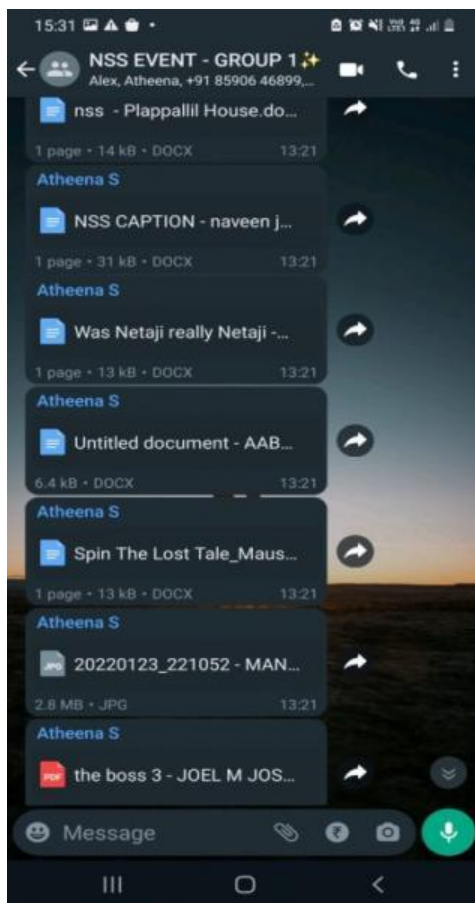 15:31
NSS EVENT - GROUP 1✨
Alex, Atheena, +91 85906 46899,...
nss - Plappallil House.do...
1 page • 14 kB • DOCX 13:21
Atheena S
NSS CAPTION - naveen j...
1 page • 31 kB • DOCX 13:21
Atheena S
Was Netaji really Netaji -...
1 page • 13 kB • DOCX 13:21
Atheena S
Untitled document - AAB...
6.4 kB • DOCX 13:21
Atheena S
Spin The Lost Tale_Maus...
1 page • 13 kB • DOCX 13:21
Atheena S
JPG 20220123_221052 - MAN...
2.8 MB • JPG 13:21
Atheena S
PDF the boss 3 - JOEL M JOS...
Message